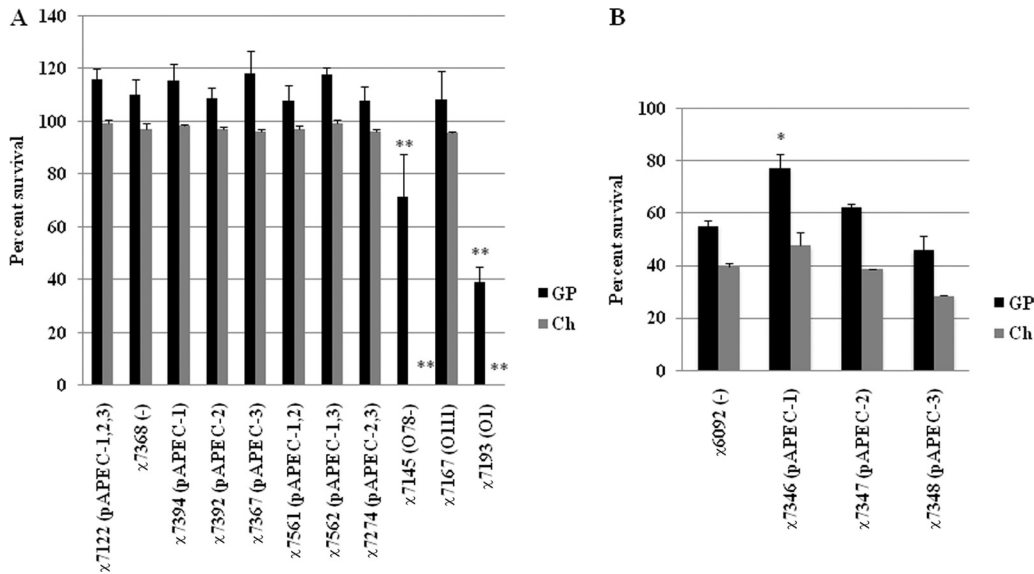 A
Percent survival
140
120
100
80
60
40
20
0
**
**
**
**
GP
Ch
χ7122 (pAPEC-1,2,3)
χ7368 (-)
χ7394 (pAPEC-1)
χ7392 (pAPEC-2)
χ7367 (pAPEC-3)
χ7561 (pAPEC-1,2)
χ7562 (pAPEC-1,3)
χ7274 (pAPEC-2,3)
χ7145 (O78-)
χ7167 (O111)
χ7193 (O1)
B
Percent survival
100
80
60
40
20
0
*
GP
Ch
χ6092 (-)
χ7346 (pAPEC-1)
χ7347 (pAPEC-2)
χ7348 (pAPEC-3)